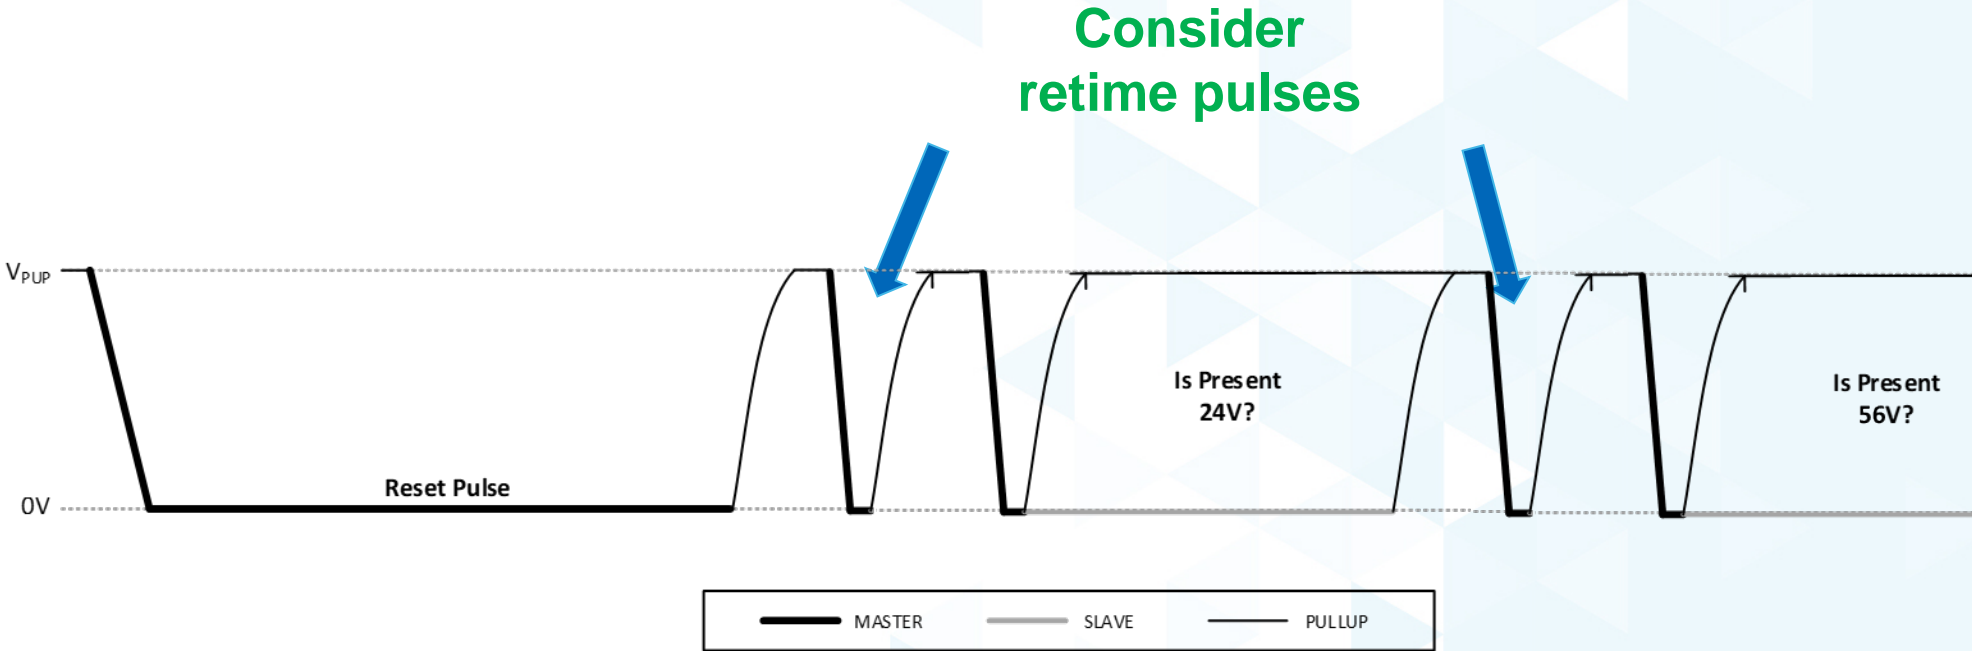 Consider
retime pulses
VPUP
Is Present
24V?
Is Present
56V?
Reset Pulse
0V
MASTER
SLAVE
PULLUP